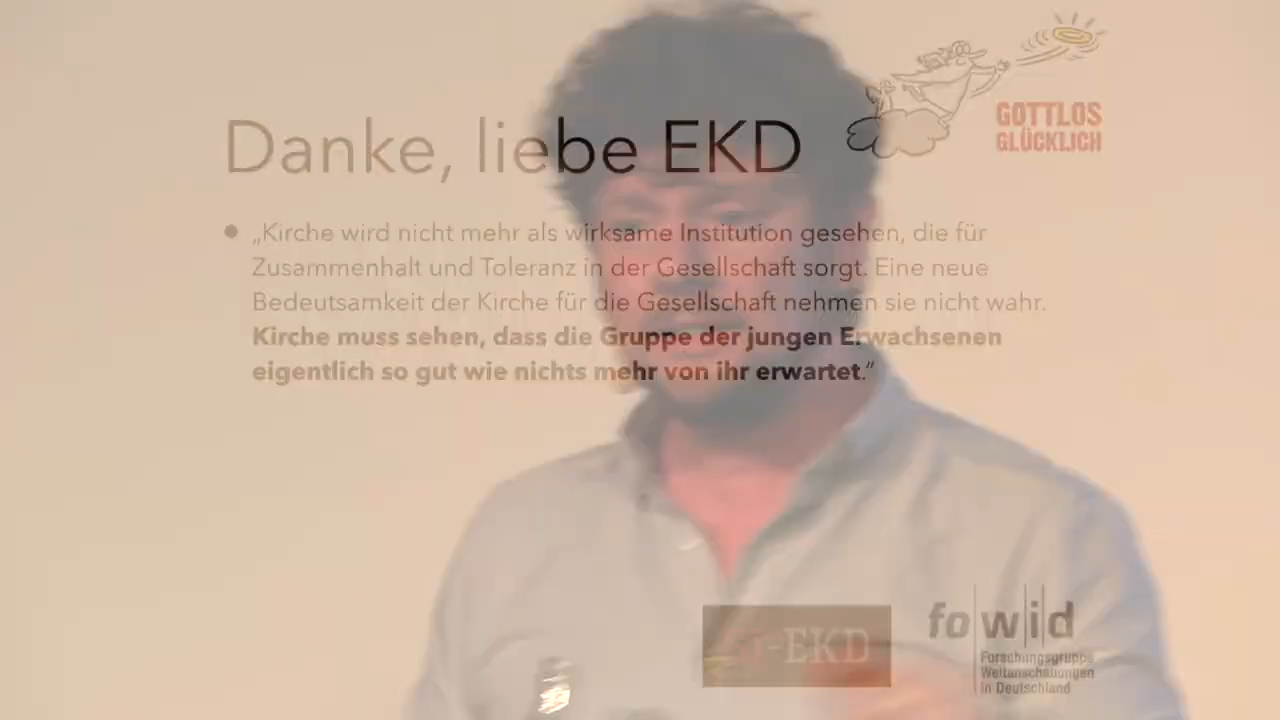 GOTTLOS
GLÜCKLICH
Danke, liebe EKD
• „Kirche wird nicht mehr als wirksame Institution gesehen, die für
Zusammenhalt und Toleranz in der Gesellschaft sorgt. Eine neue
Bedeutsamkeit der Kirche für die Gesellschaft nehmen sie nicht wahr.
Kirche muss sehen, dass die Gruppe der jungen Erwachsenen
eigentlich so gut wie nichts mehr von ihr erwartet.“
-EKD
fo|w|i|d
Forschungsgruppe
Weltanschauungen
in Deutschland